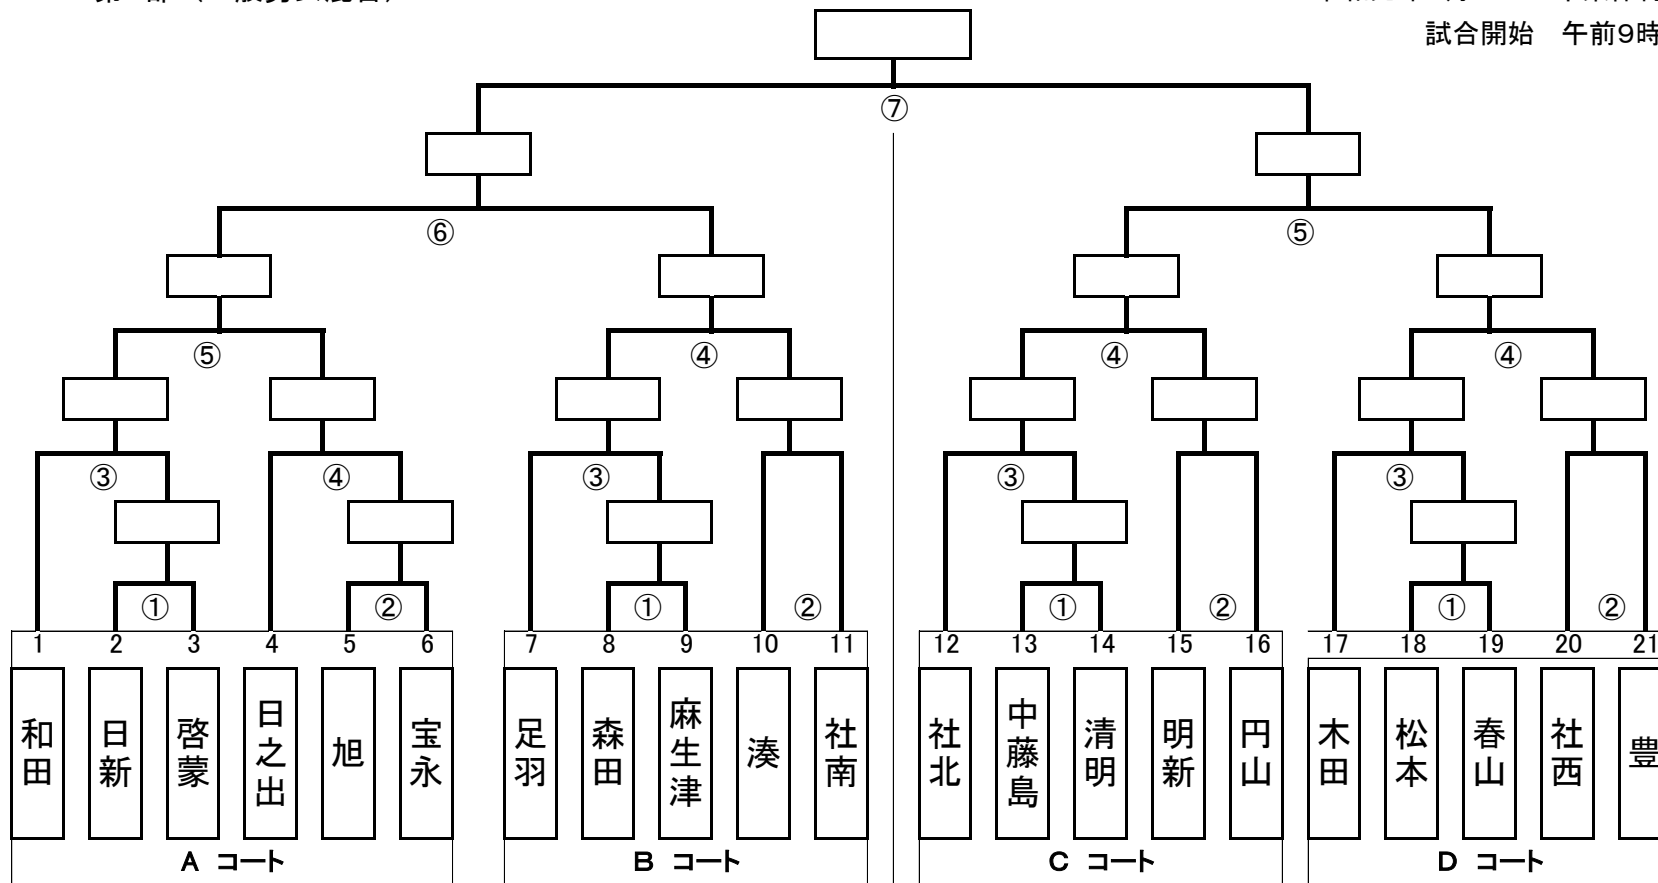 試合開始 午前9時
⑦
⑥ ⑤
⑤ ④ ④ ④
③ ④ ③ ③ ③
① ② ① ② ① ② ① ②
1 2 3 4 5 6 7 8 9 10 11 12 13 14 15 16 17 18 19 20 21
和田 日新 啓蒙 日之出 旭 宝永 足羽 森田 麻生津 湊 社南 社北 中藤島 清明 明新 円山 木田 松本 春山 社西 豊
A コート B コート C コート D コート